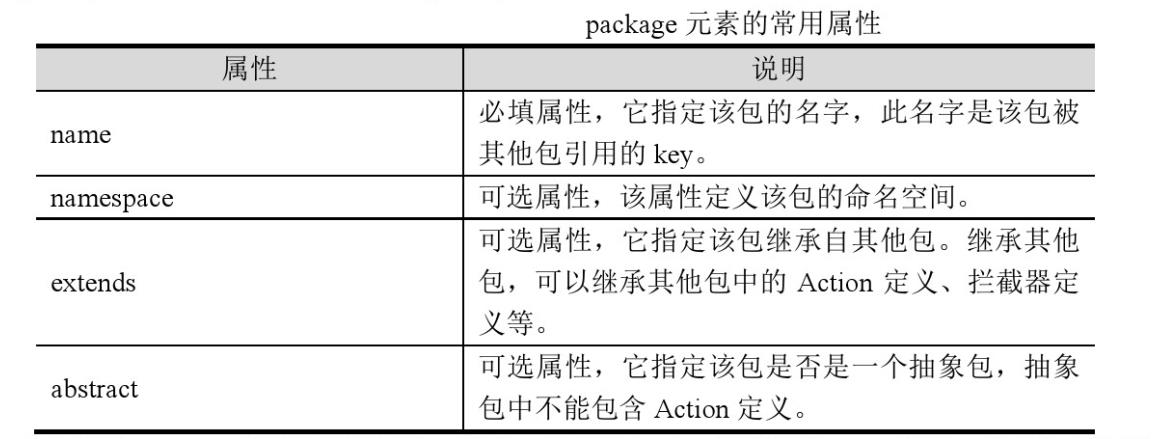 package 元素的常用属性
属性
说明
name
必填属性，它指定该包的名字，此名字是该包被
其他包引用的 key。
namespace
可选属性，该属性定义该包的命名空间。
extends
可选属性，它指定该包继承自其他包。继承其他
包，可以继承其他包中的 Action 定义、拦截器定
义等。
abstract
可选属性，它指定该包是否是一个抽象包，抽象
包中不能包含 Action 定义。